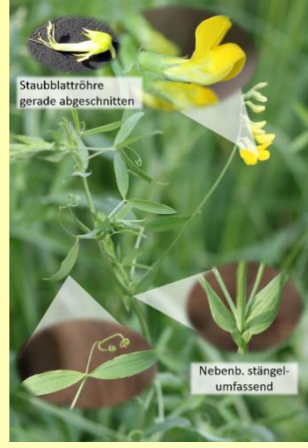 Staubblattröhre
gerade abgeschnitten
Nebenb. stängel-
umfassend